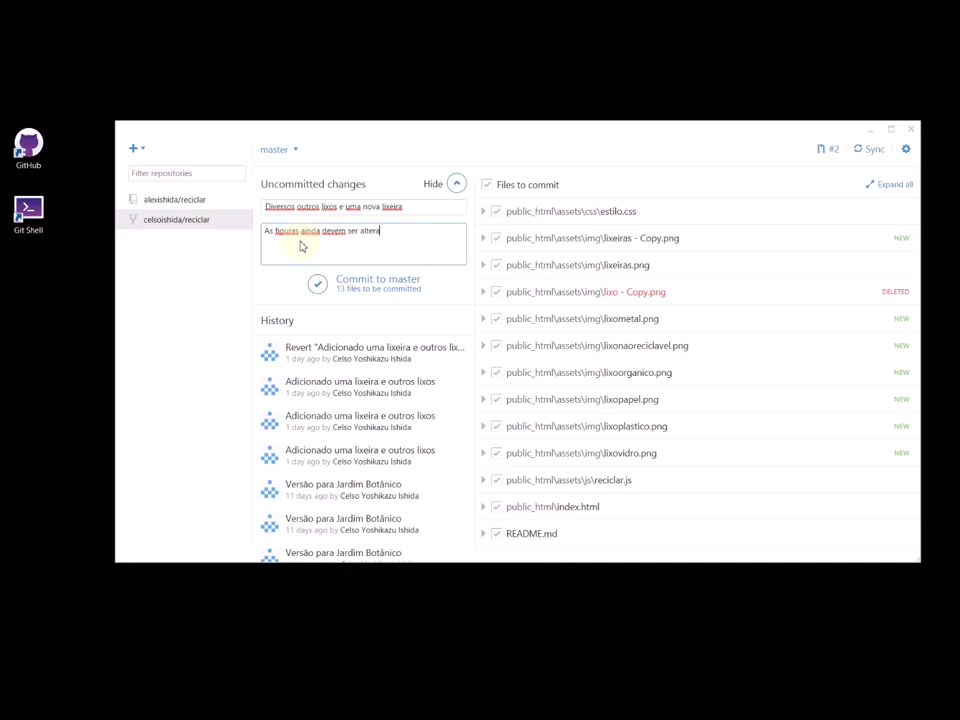 GitHub
Git Shell
Filter repositories
alexishida/reciclar
celsoishida/reciclar
master
#2
Sync
Uncommitted changes
Hide
Diversos outros lixos e uma nova lixeira
As figuras ainda devem ser altera
Commit to master
13 files to be committed
History
Revert "Adicionado uma lixeira e outros lix...
1 day ago by Celso Yoshikazu Ishida
Adicionado uma lixeira e outros lixos
1 day ago by Celso Yoshikazu Ishida
Adicionado uma lixeira e outros lixos
1 day ago by Celso Yoshikazu Ishida
Adicionado uma lixeira e outros lixos
1 day ago by Celso Yoshikazu Ishida
Versão para Jardim Botânico
11 days ago by Celso Yoshikazu Ishida
Versão para Jardim Botânico
11 days ago by Celso Yoshikazu Ishida
Versão para Jardim Botânico
Files to commit
Expand all
public_html\assets\css\estilo.css
public_html\assets\img\lixeiras - Copy.png NEW
public_html\assets\img\lixeiras.png
public_html\assets\img\lixo - Copy.png DELETED
public_html\assets\img\lixometal.png NEW
public_html\assets\img\lixonaoreciclavel.png NEW
public_html\assets\img\lixoorganico.png NEW
public_html\assets\img\lixopapel.png NEW
public_html\assets\img\lixoplastico.png NEW
public_html\assets\img\lixovidro.png NEW
public_html\assets\js\reciclar.js
public_html\index.html
README.md